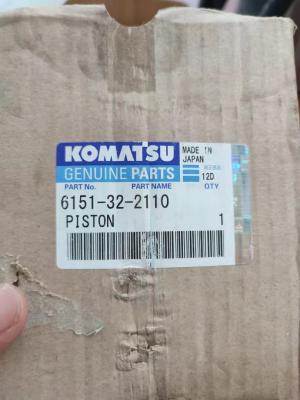 KOMATSU
MADE IN
JAPAN
GENUINE PARTS
12D
PART No.
PART NAME
QTY
6151-32-2110
PISTON
1